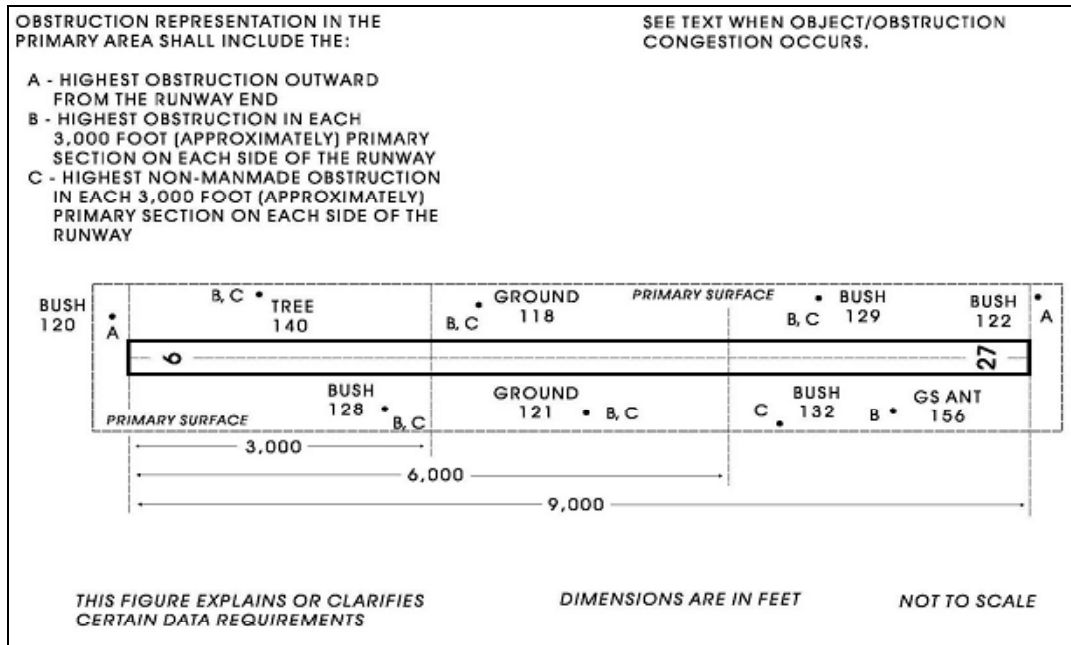 OBSTRUCTION REPRESENTATION IN THE
PRIMARY AREA SHALL INCLUDE THE:
SEE TEXT WHEN OBJECT/OBSTRUCTION
CONGESTION OCCURS.
A - HIGHEST OBSTRUCTION OUTWARD
FROM THE RUNWAY END
B - HIGHEST OBSTRUCTION IN EACH
3,000 FOOT (APPROXIMATELY) PRIMARY
SECTION ON EACH SIDE OF THE RUNWAY
C - HIGHEST NON-MANMADE OBSTRUCTION
IN EACH 3,000 FOOT (APPROXIMATELY)
PRIMARY SECTION ON EACH SIDE OF THE
RUNWAY
BUSH
120
A
B, C
TREE
140
B, C
GROUND
118
PRIMARY SURFACE
B, C
BUSH
129
BUSH
122
A
6
27
PRIMARY SURFACE
BUSH
128
B, C
GROUND
121
B, C
C
BUSH
132
B
GS ANT
156
3,000
6,000
9,000
THIS FIGURE EXPLAINS OR CLARIFIES
CERTAIN DATA REQUIREMENTS
DIMENSIONS ARE IN FEET
NOT TO SCALE